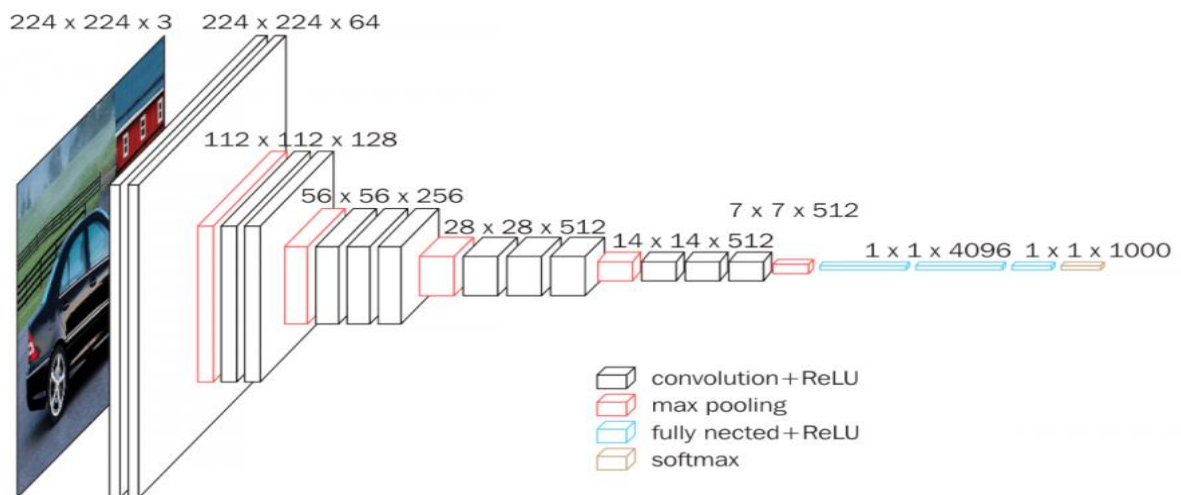 224 x 224 x 3
224 x 224 x 64
112 x 112 x 128
56 x 56 x 256
28 x 28 x 512
14 x 14 x 512
7 x 7 x 512
1 x 1 x 4096
1 x 1 x 1000
convolution+ReLU
max pooling
fully nected+ReLU
softmax